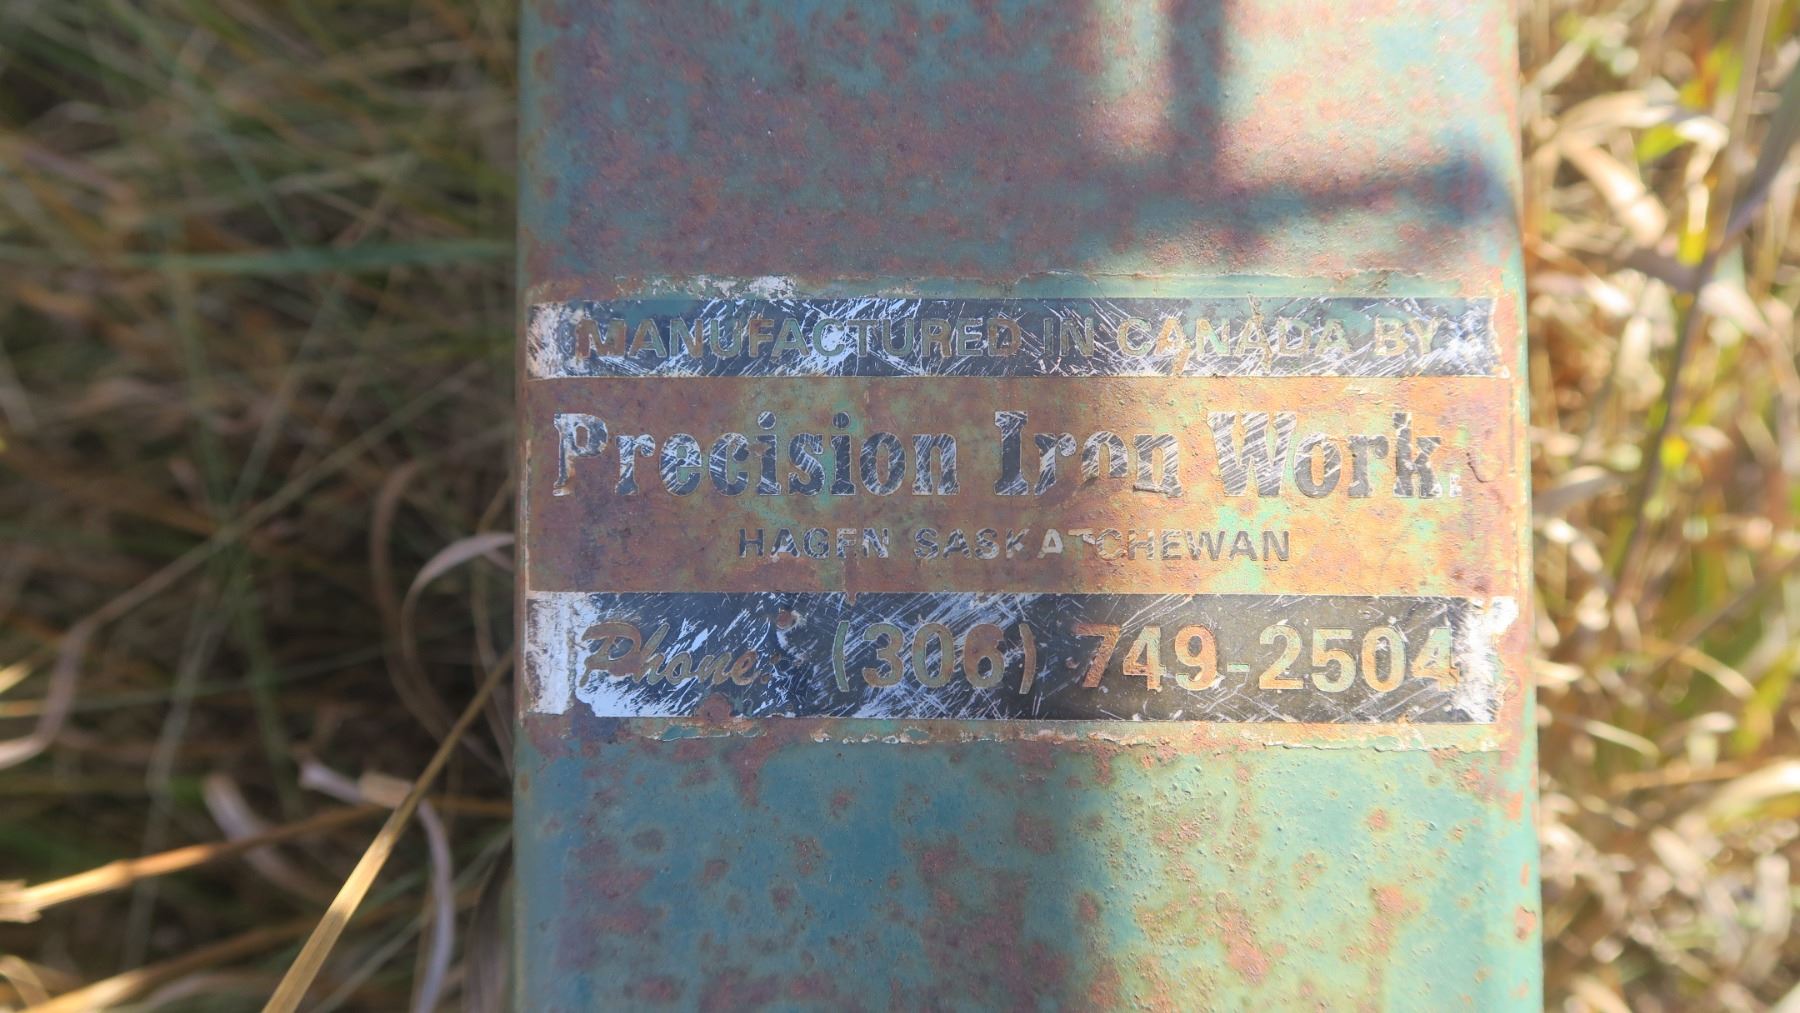 MANUFACTURED IN CANADA BY
Precision Iron Work
HAGEN SASKATCHEWAN
Phone: (306) 749-2504